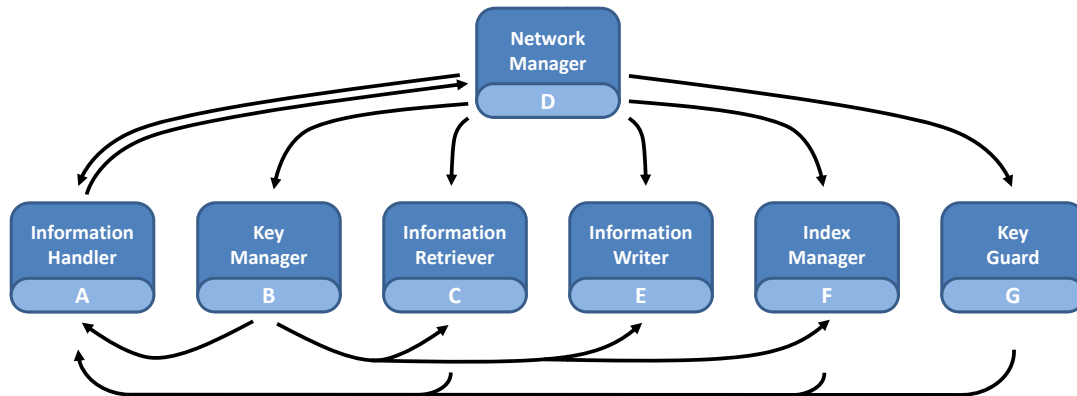 Network
Manager
D
Information
Handler
A
Key
Manager
B
Information
Retriever
C
Information
Writer
E
Index
Manager
F
Key
Guard
G